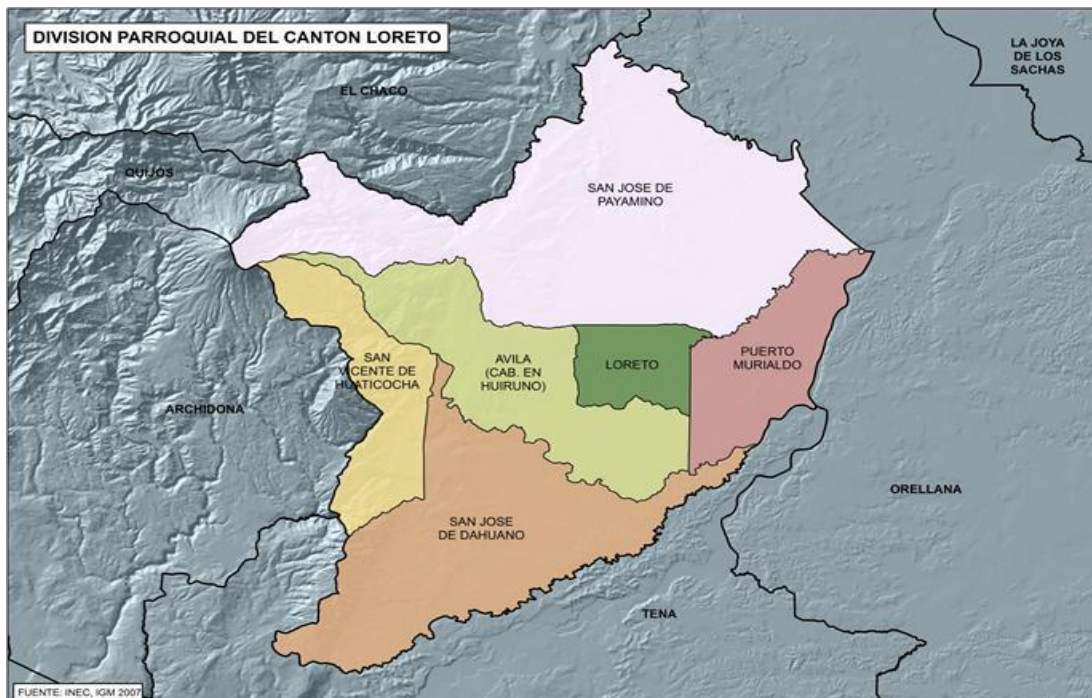 DIVISION PARROQUIAL DEL CANTON LORETO
LA JOYA
DE LOS
SACHAS
EL CHACO
QUIJOS
SAN JOSE DE
PAYAMINO
SAN
VICENTE DE
HUATICOCHA
AVILA
(CAB. EN
HUIRUNO)
LORETO
PUERTO
MURIALDO
ARCHIDONA
ORELLANA
SAN JOSE
DE DAHUANO
TENA
FUENTE: INEC, IGM 2007